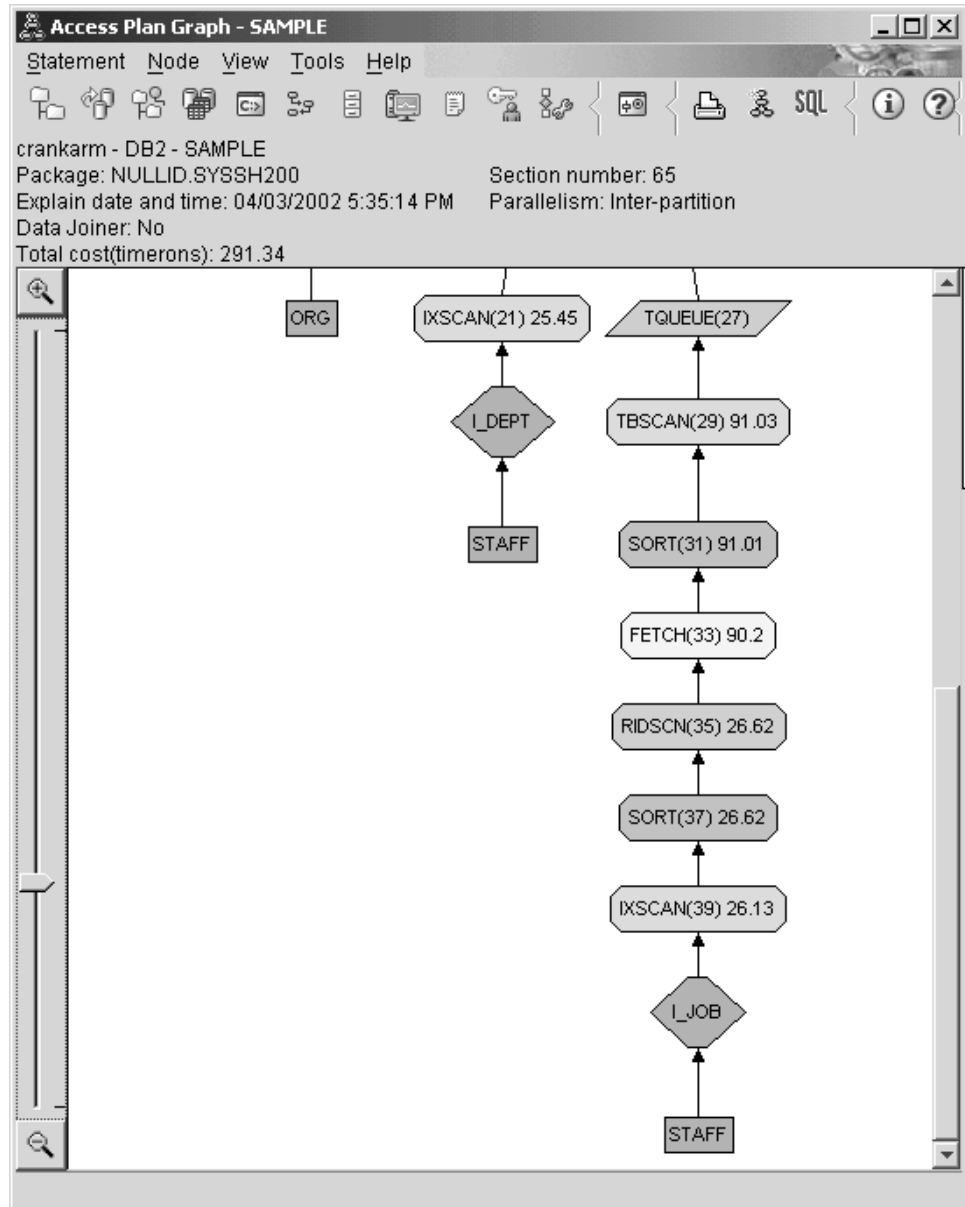 Access Plan Graph - SAMPLE
Statement Node View Tools Help
C:>
SQL
crankarm - DB2 - SAMPLE
Package: NULLID.SYSSH200 Section number: 65
Explain date and time: 04/03/2002 5:35:14 PM Parallelism: Inter-partition
Data Joiner: No
Total cost(timerons): 291.34
ORG
IXSCAN(21) 25.45
TQUEUE(27)
I_DEPT
TBSCAN(29) 91.03
STAFF
SORT(31) 91.01
FETCH(33) 90.2
RIDSCN(35) 26.62
SORT(37) 26.62
IXSCAN(39) 26.13
I_JOB
STAFF